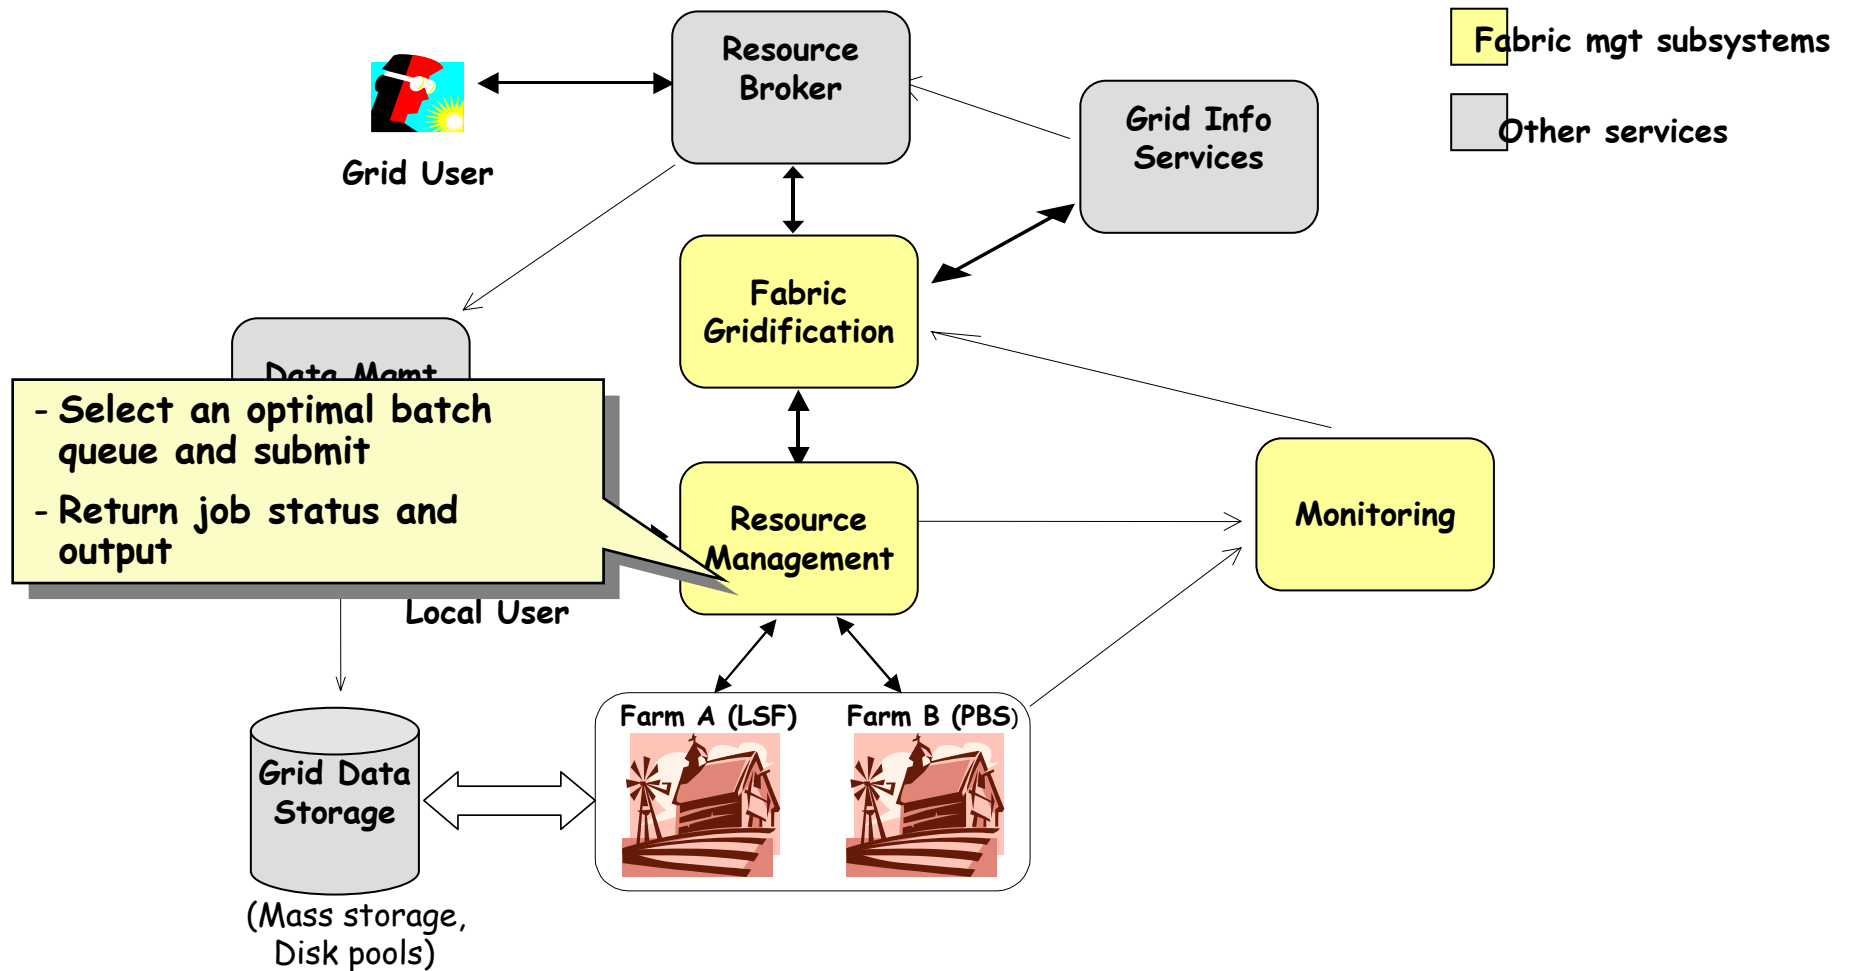 Resource
Broker
Fabric mgt subsystems
Grid Info
Services
Other services
Grid User
Fabric
Gridification
Data Mgmt
- Select an optimal batch
queue and submit
- Return job status and
output
Resource
Management
Monitoring
Local User
Farm A (LSF)
Farm B (PBS)
Grid Data
Storage
(Mass storage,
Disk pools)